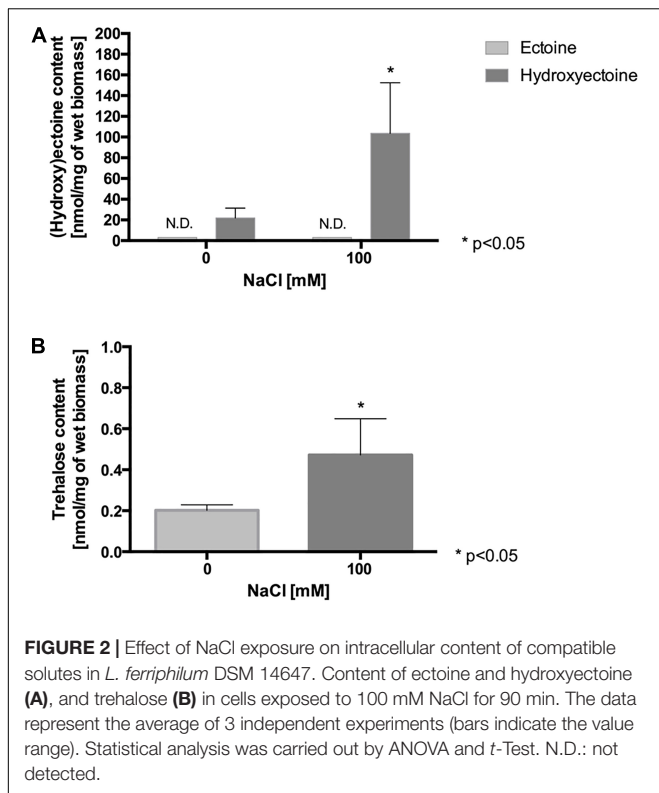 A
(Hydroxy)ectoine content
[nmol/mg of wet biomass]
200
180
160
140
120
100
80
60
40
20
0
N.D.
N.D.
*
0
100
NaCl [mM]
Ectoine
Hydroxyectoine
* p<0.05
B
Trehalose content
[nmol/mg of wet biomass]
1.0
0.8
0.6
0.4
0.2
0.0
*
0
100
NaCl [mM]
* p<0.05
FIGURE 2 | Effect of NaCl exposure on intracellular content of compatible
solutes in L. ferriphilum DSM 14647. Content of ectoine and hydroxyectoine
(A), and trehalose (B) in cells exposed to 100 mM NaCl for 90 min. The data
represent the average of 3 independent experiments (bars indicate the value
range). Statistical analysis was carried out by ANOVA and t-Test. N.D.: not
detected.